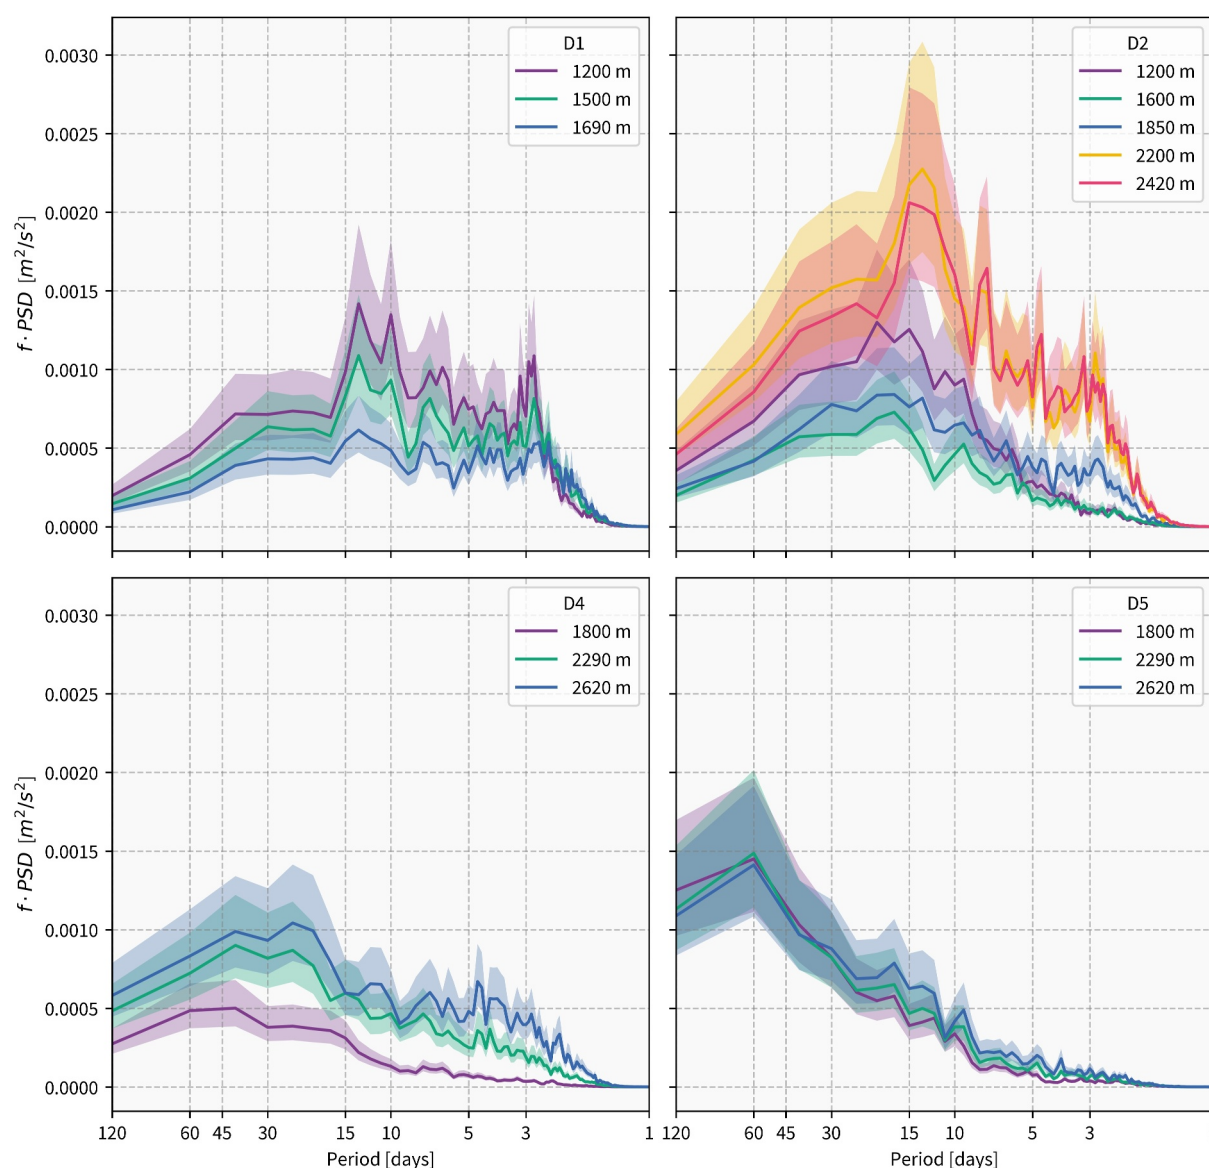 D1
1200 m
1500 m
1690 m
D2
1200 m
1600 m
1850 m
2200 m
2420 m
0.0030
0.0025
0.0020
0.0015
0.0010
0.0005
0.0000
f · PSD [m²/s²]
D4
1800 m
2290 m
2620 m
D5
1800 m
2290 m
2620 m
0.0030
0.0025
0.0020
0.0015
0.0010
0.0005
0.0000
f · PSD [m²/s²]
120 60 45 30 15 10 5 3 1
Period [days]
120 60 45 30 15 10 5 3
Period [days]